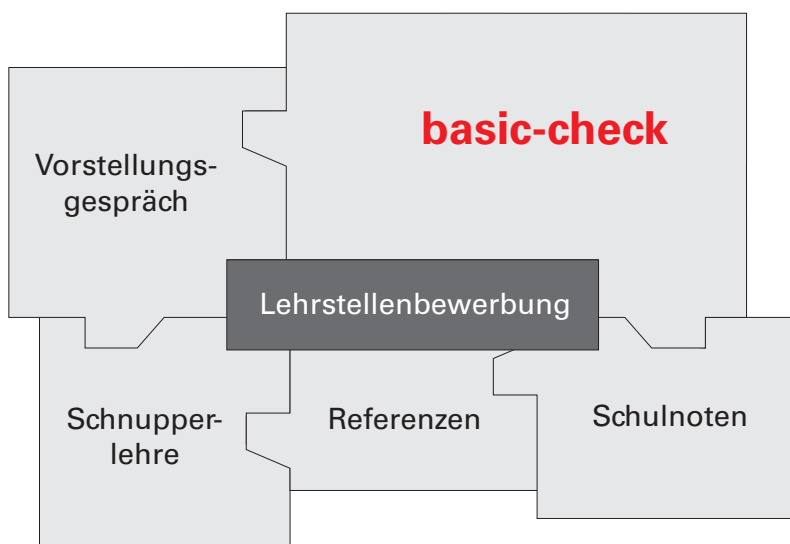 basic-check
Vorstellungs-
gespräch
Lehrstellenbewerbung
Schnupper-
lehre
Referenzen
Schulnoten